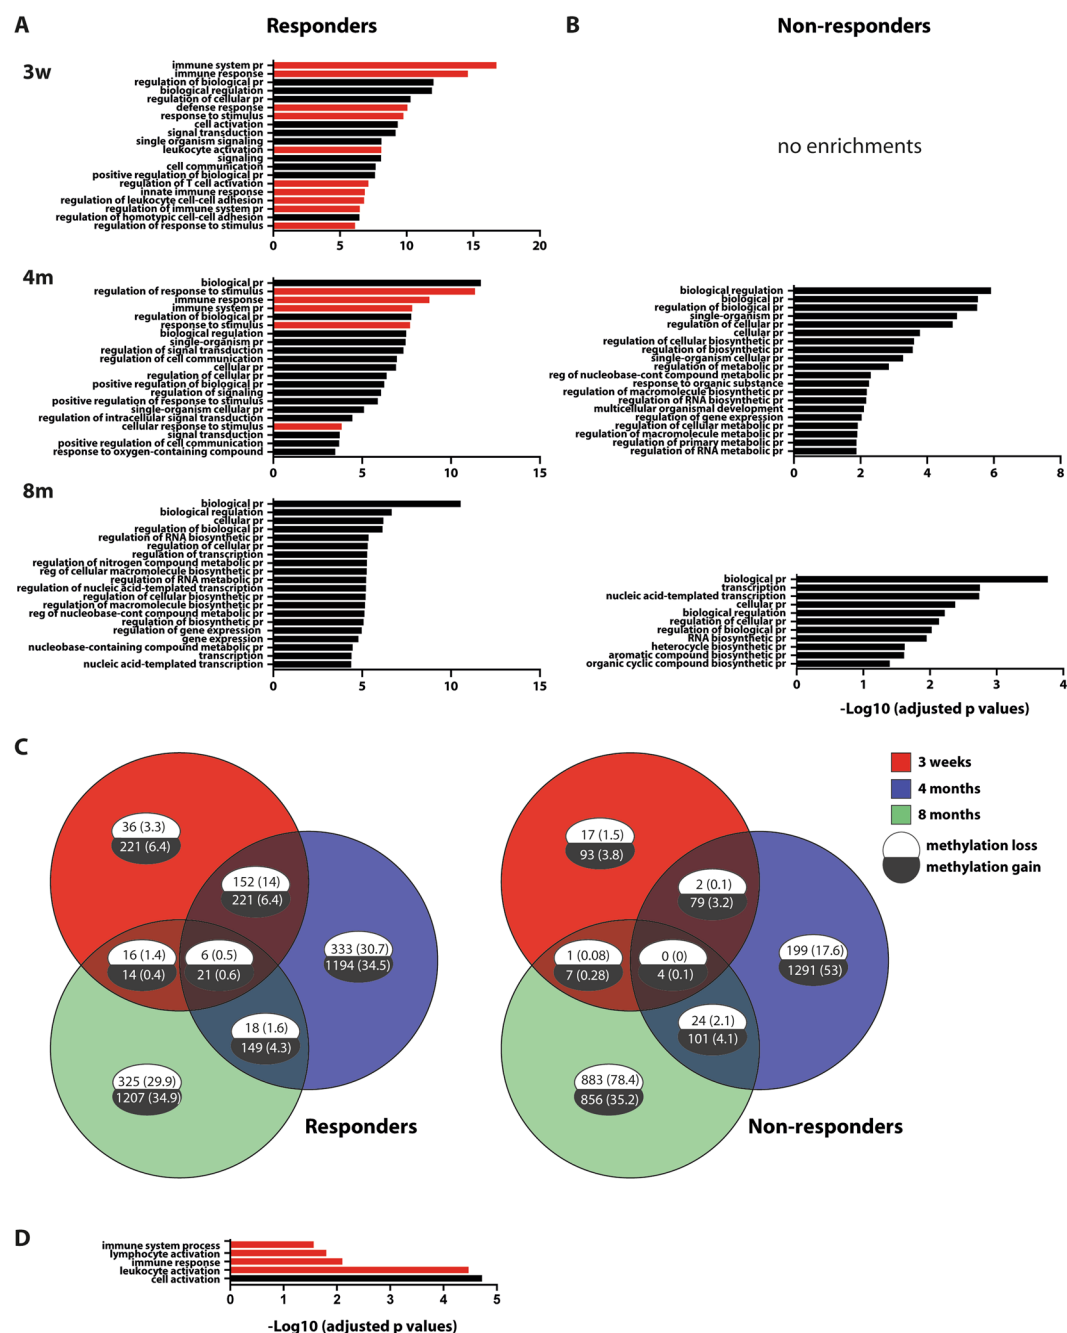 A
Responders
B
Non-responders
3w
immune system pr
immune response
regulation of biological pr
biological regulation
regulation of cellular pr
defense response
response to stimulus
cell activation
signal transduction
single organism signaling
leukocyte activation
signaling
cell communication
positive regulation of biological pr
regulation of T cell activation
innate immune response
regulation of leukocyte cell-cell adhesion
regulation of immune system pr
regulation of homotypic cell-cell adhesion
regulation of response to stimulus
0 5 10 15 20
no enrichments
4m
biological pr
regulation of response to stimulus
immune response
immune system pr
regulation of biological pr
response to stimulus
biological regulation
single-organism pr
regulation of signal transduction
regulation of cell communication
cellular pr
regulation of cellular pr
positive regulation of biological pr
regulation of signaling
positive regulation of response to stimulus
single-organism cellular pr
regulation of intracellular signal transduction
cellular response to stimulus
signal transduction
positive regulation of cell communication
response to oxygen-containing compound
0 5 10 15
biological regulation
biological pr
regulation of biological pr
single-organism pr
regulation of cellular pr
cellular pr
regulation of cellular biosynthetic pr
regulation of biosynthetic pr
single-organism cellular pr
regulation of metabolic pr
reg of nucleobase-cont compound metabolic pr
response to organic substance
regulation of macromolecule biosynthetic pr
regulation of RNA biosynthetic pr
multicellular organismal development
regulation of gene expression
regulation of cellular metabolic pr
regulation of macromolecule metabolic pr
regulation of primary metabolic pr
regulation of RNA metabolic pr
0 2 4 6 8
8m
biological pr
biological regulation
cellular pr
regulation of biological pr
regulation of RNA biosynthetic pr
regulation of cellular pr
regulation of transcription
regulation of nitrogen compound metabolic pr
reg of cellular macromolecule biosynthetic pr
regulation of RNA metabolic pr
regulation of nucleic acid-templated transcription
regulation of cellular biosynthetic pr
regulation of macromolecule biosynthetic pr
reg of nucleobase-cont compound metabolic pr
regulation of biosynthetic pr
regulation of gene expression
gene expression
nucleobase-containing compound metabolic pr
transcription
nucleic acid-templated transcription
0 5 10 15
biological pr
transcription
nucleic acid-templated transcription
cellular pr
biological regulation
regulation of cellular pr
regulation of biological pr
RNA biosynthetic pr
heterocycle biosynthetic pr
aromatic compound biosynthetic pr
organic cyclic compound biosynthetic pr
0 1 2 3 4
-Log10 (adjusted p values)
C
36 (3.3)
221 (6.4)
152 (14)
221 (6.4)
16 (1.4)
14 (0.4)
6 (0.5)
21 (0.6)
333 (30.7)
1194 (34.5)
18 (1.6)
149 (4.3)
325 (29.9)
1207 (34.9)
Responders
17 (1.5)
93 (3.8)
2 (0.1)
79 (3.2)
1 (0.08)
7 (0.28)
0 (0)
4 (0.1)
199 (17.6)
1291 (53)
24 (2.1)
101 (4.1)
883 (78.4)
856 (35.2)
Non-responders
3 weeks
4 months
8 months
methylation loss
methylation gain
D
immune system process
lymphocyte activation
immune response
leukocyte activation
cell activation
0 1 2 3 4 5
-Log10 (adjusted p values)